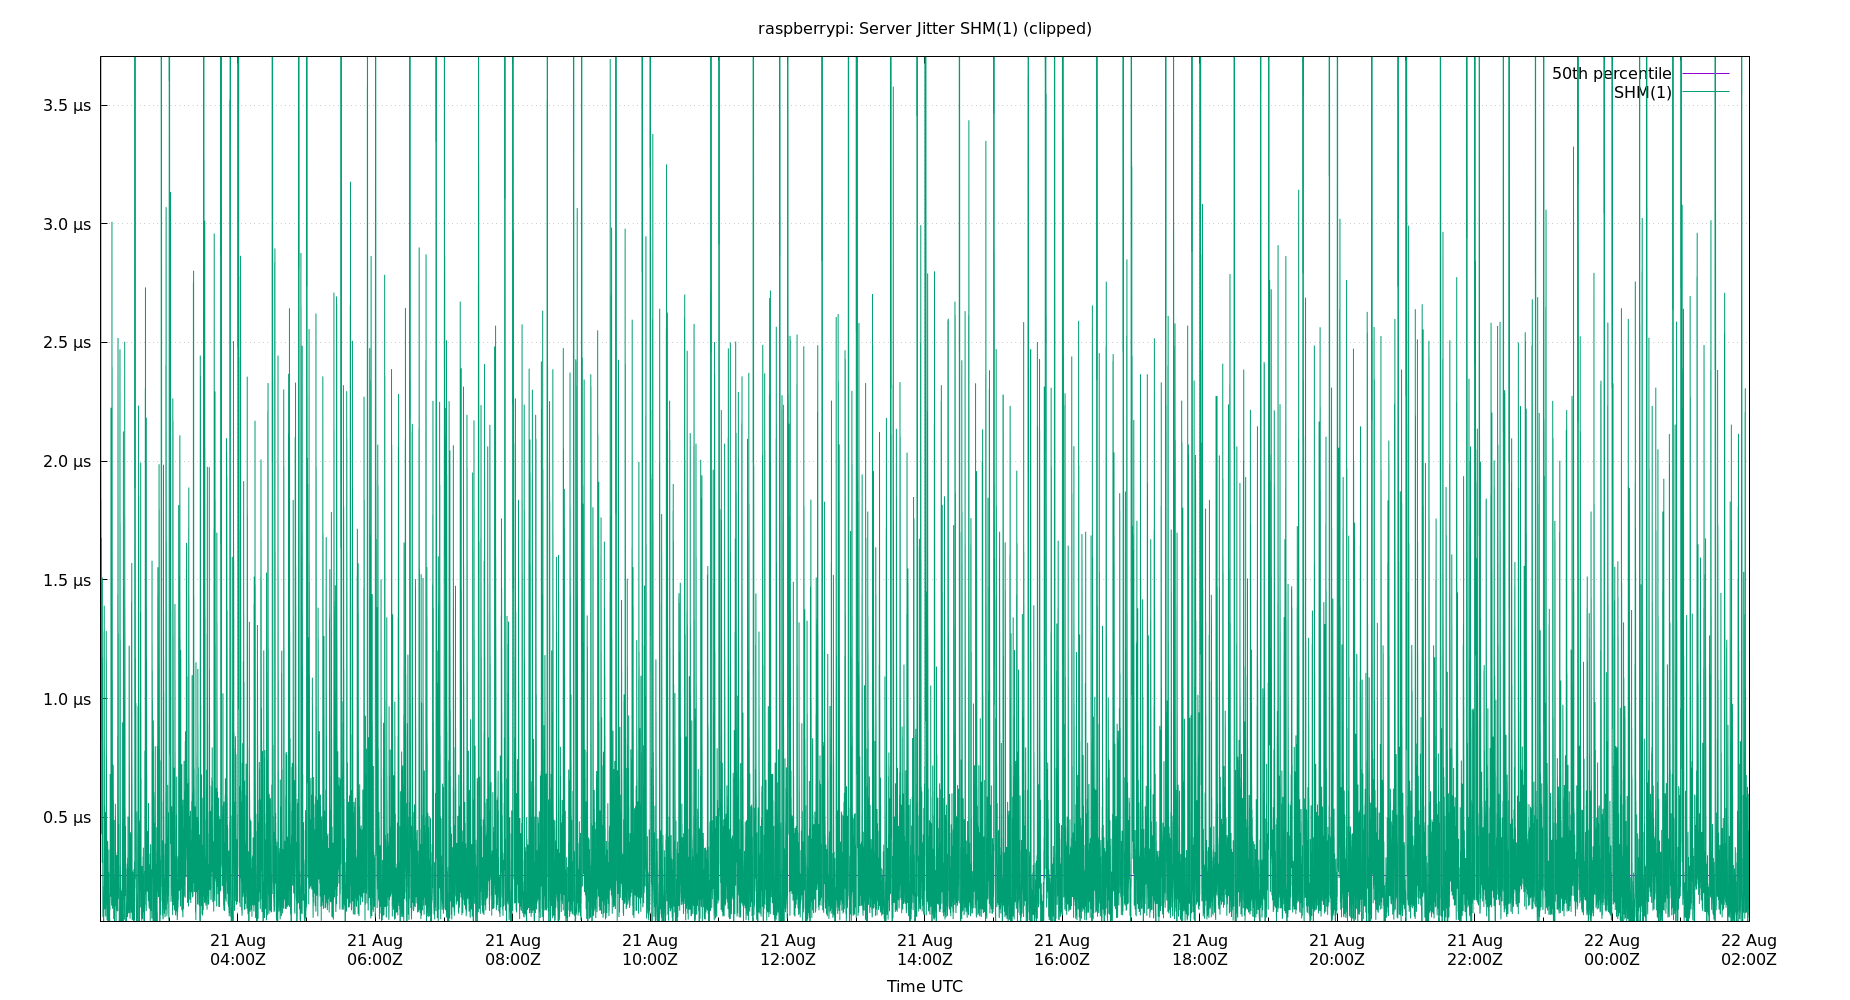 raspberrypi: Server Jitter SHM(1) (clipped)
50th percentile
SHM(1)
3.5 µs
3.0 µs
2.5 µs
2.0 µs
1.5 µs
1.0 µs
0.5 µs
21 Aug 21 Aug 21 Aug 21 Aug 21 Aug 21 Aug 21 Aug 21 Aug 21 Aug 21 Aug 22 Aug 22 Aug
04:00Z 06:00Z 08:00Z 10:00Z 12:00Z 14:00Z 16:00Z 18:00Z 20:00Z 22:00Z 00:00Z 02:00Z
Time UTC